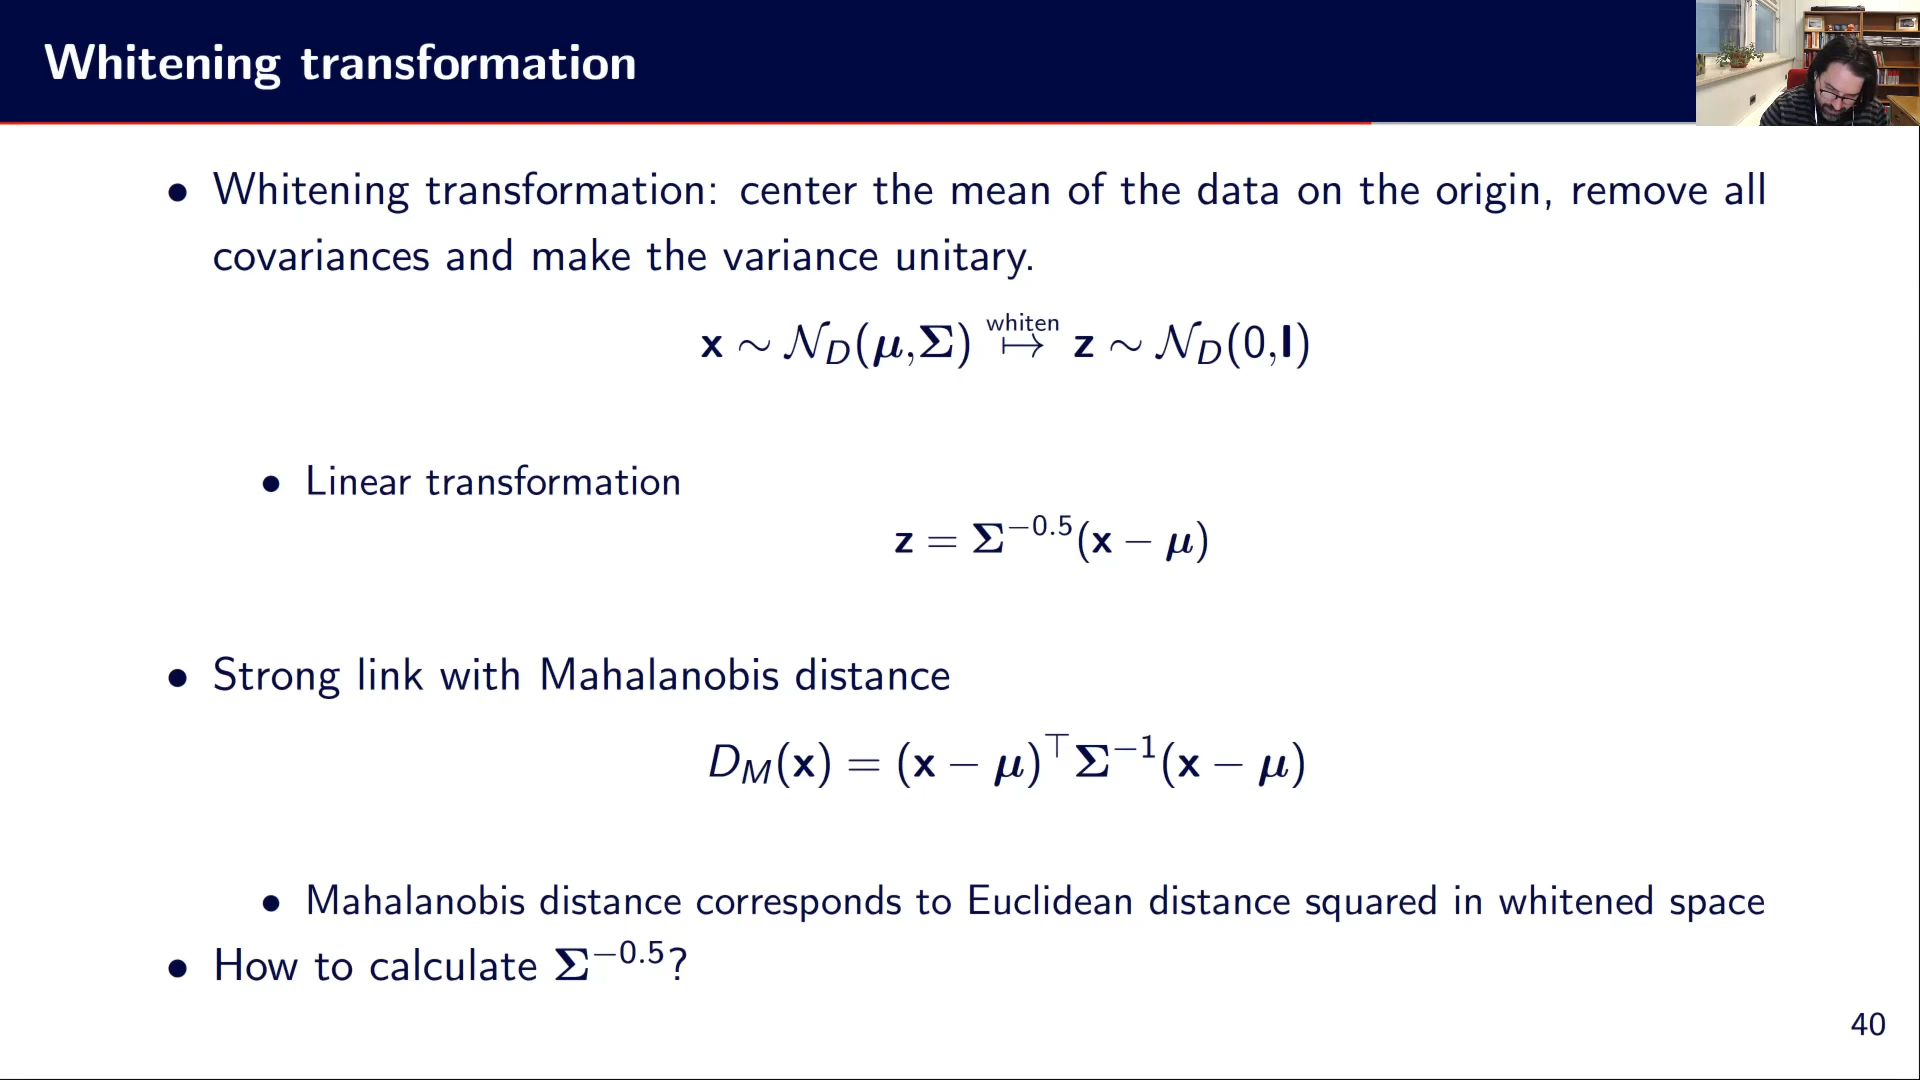 Whitening transformation
• Whitening transformation: center the mean of the data on the origin, remove all
covariances and make the variance unitary.
x ∼ 𝒩_D(μ,Σ) ↦^{whiten} z ∼ 𝒩_D(0,I)
• Linear transformation
z = Σ^{−0.5}(x − μ)
• Strong link with Mahalanobis distance
D_M(x) = (x − μ)^⊤Σ^{−1}(x − μ)
• Mahalanobis distance corresponds to Euclidean distance squared in whitened space
• How to calculate Σ^{−0.5}?
40